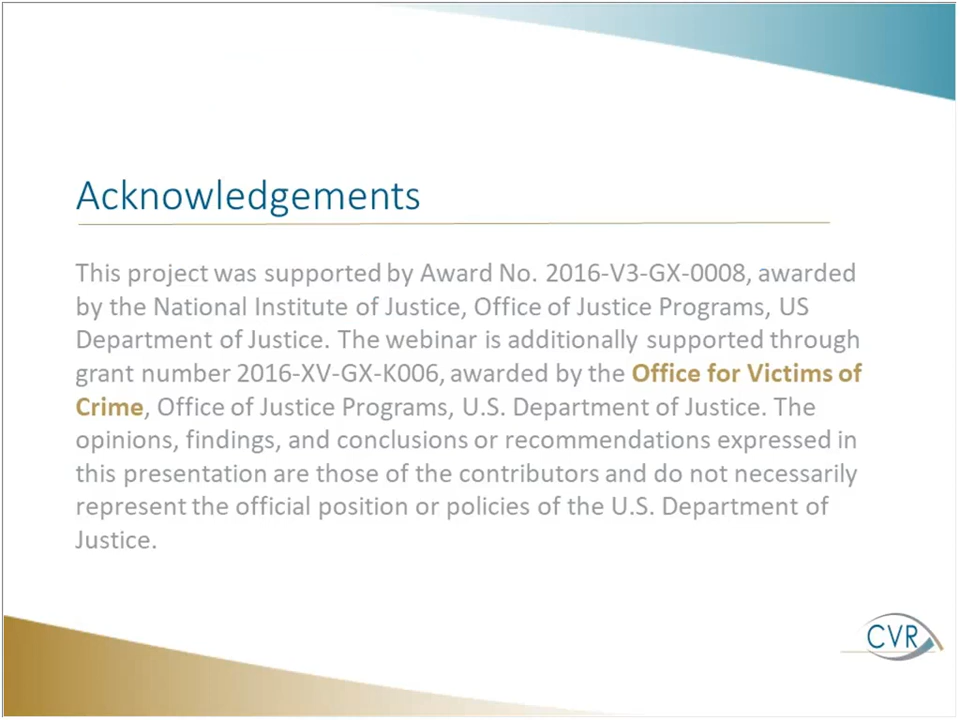 Acknowledgements
This project was supported by Award No. 2016-V3-GX-0008, awarded
by the National Institute of Justice, Office of Justice Programs, US
Department of Justice. The webinar is additionally supported through
grant number 2016-XV-GX-K006, awarded by the Office for Victims of
Crime, Office of Justice Programs, U.S. Department of Justice. The
opinions, findings, and conclusions or recommendations expressed in
this presentation are those of the contributors and do not necessarily
represent the official position or policies of the U.S. Department of
Justice.
CVR